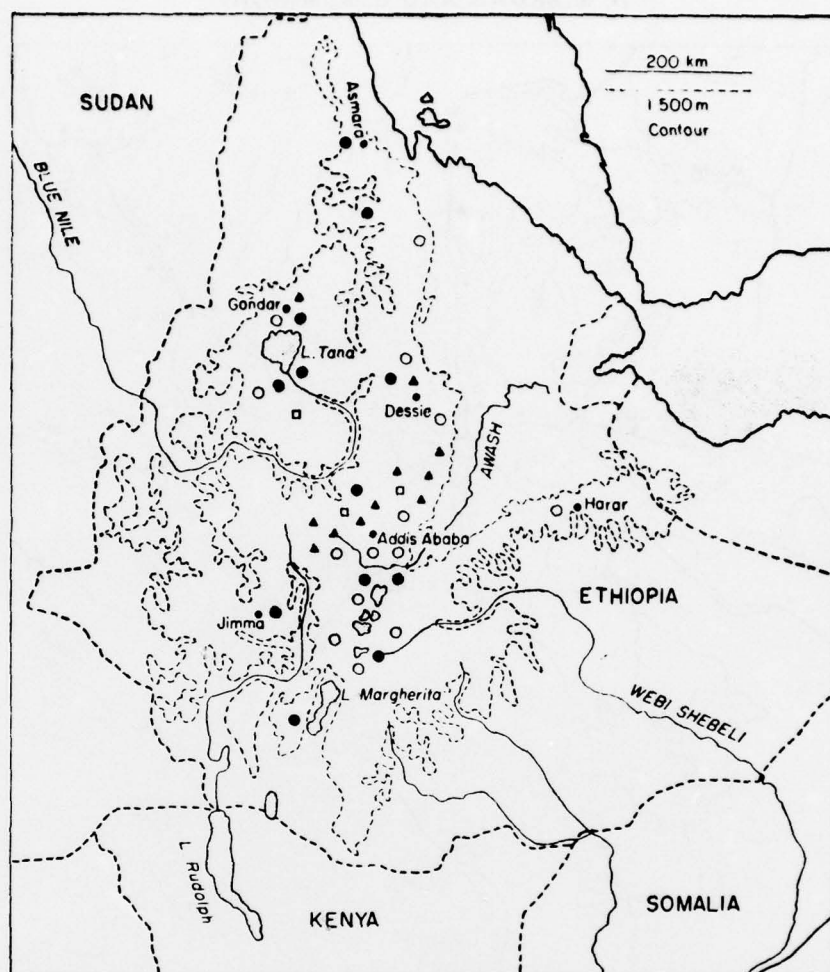 200 km
1 500 m
Contour
SUDAN
Asmara
BLUE NILE
Gondar
L. Tana
Dessie
AWASH
Harar
Addis Ababa
ETHIOPIA
Jimma
L. Margherita
WEBI SHEBELI
L Rudolph
KENYA
SOMALIA